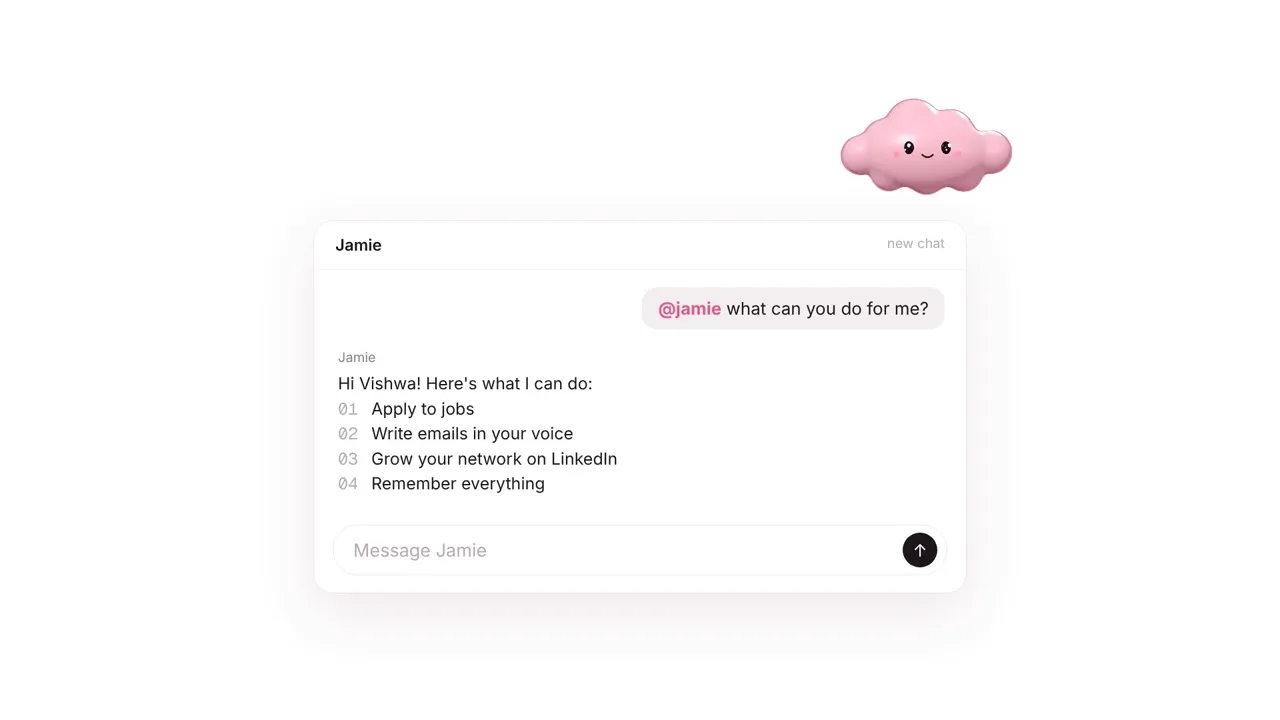 Jamie
new chat
@jamie what can you do for me?
Jamie
Hi Vishwa! Here's what I can do:
01 Apply to jobs
02 Write emails in your voice
03 Grow your network on LinkedIn
04 Remember everything
Message Jamie